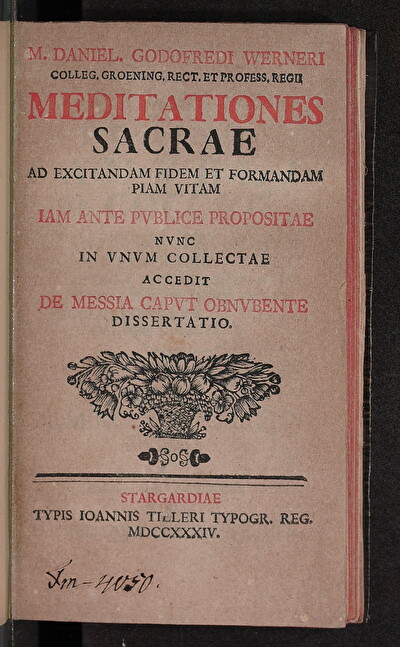 M. DANIEL. GODOFREDI WERNERI
COLLEG. GROENING. RECT. ET PROFESS. REGII
MEDITATIONES
SACRAE
AD EXCITANDAM FIDEM ET FORMANDAM
PIAM VITAM
IAM ANTE PVBLICE PROPOSITAE
NVNC
IN VNVM COLLECTAE
ACCEDIT
DE MESSIA CAPVT OBNVBENTE
DISSERTATIO.
STARGARDIAE
TYPIS IOANNIS TILLERI TYPOGR. REG.
MDCCXXXIV.
Fm-4050.